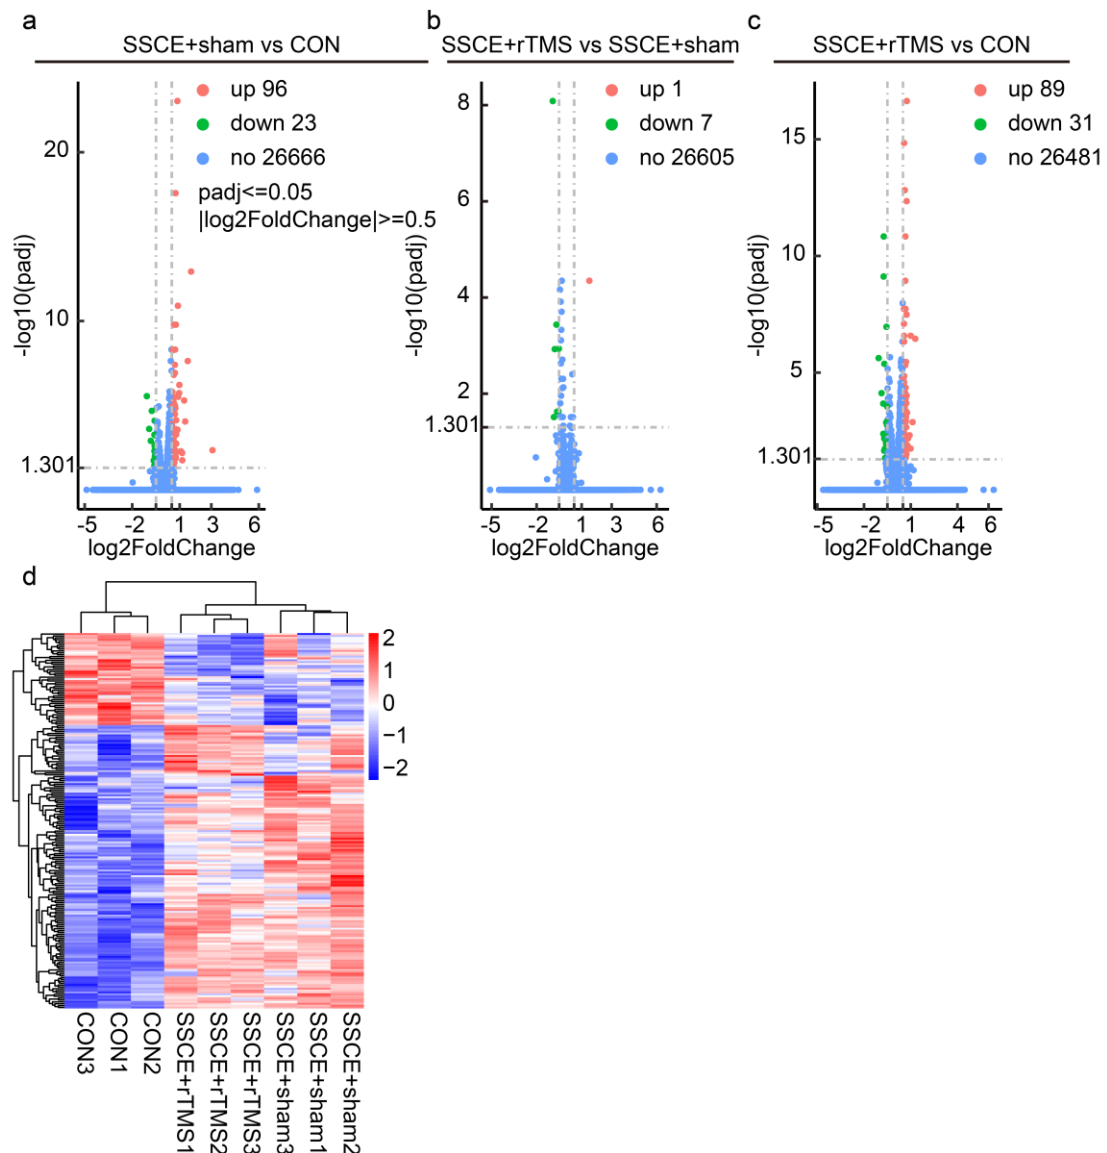 a
SSCE+sham vs CON
up 96
down 23
no 26666
padj<=0.05
|log2FoldChange|>=0.5
20
10
1.301
-log10(padj)
-5 -2 1 3 6
log2FoldChange
b
SSCE+rTMS vs SSCE+sham
up 1
down 7
no 26605
8
6
4
2
1.301
-log10(padj)
-5 -2 1 3 6
log2FoldChange
c
SSCE+rTMS vs CON
up 89
down 31
no 26481
15
10
5
1.301
-log10(padj)
-5 -2 1 4 6
log2FoldChange
d
2
1
0
−1
−2
CON3
CON1
CON2
SSCE+rTMS1
SSCE+rTMS2
SSCE+rTMS3
SSCE+sham3
SSCE+sham1
SSCE+sham2